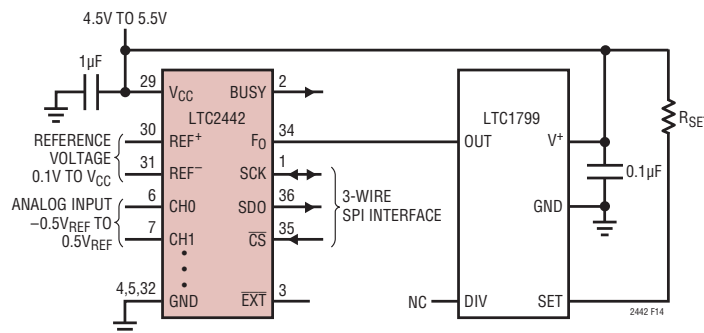 4.5V TO 5.5V
1µF
29
VCC
BUSY
2
LTC2442
LTC1799
RSE
REFERENCE
VOLTAGE
0.1V TO VCC
30
REF+
FO
34
OUT
V+
31
REF−
SCK
1
0.1µF
ANALOG INPUT
−0.5VREF TO
0.5VREF
6
CH0
SDO
36
3-WIRE
SPI INTERFACE
GND
7
CH1
CS
35
4,5,32
GND
EXT
3
NC
DIV
SET
2442 F14